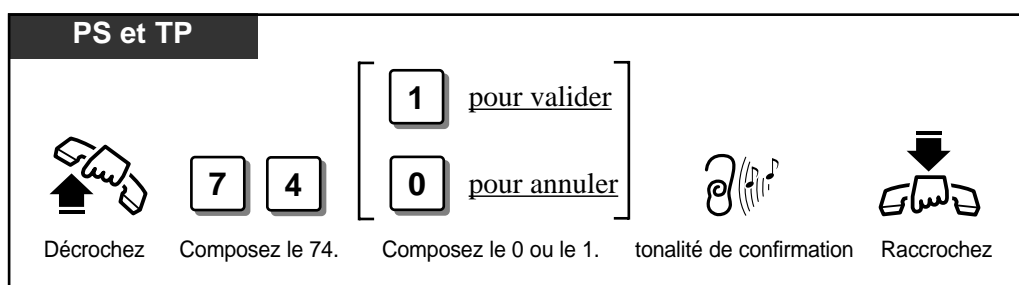 PS et TP
1 pour valider
7 4 0 pour annuler
Décrochez Composez le 74. Composez le 0 ou le 1. tonalité de confirmation Raccrochez